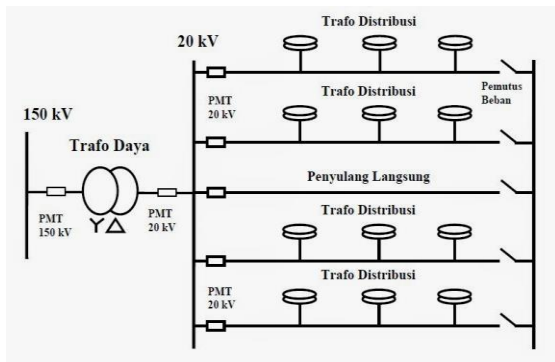 Trafo Distribusi
20 kV
PMT
20 kV
Trafo Distribusi
Pemutus
Beban
150 kV
Trafo Daya
Penyulang Langsung
PMT
150 kV
PMT
20 kV
Trafo Distribusi
Trafo Distribusi
PMT
20 kV